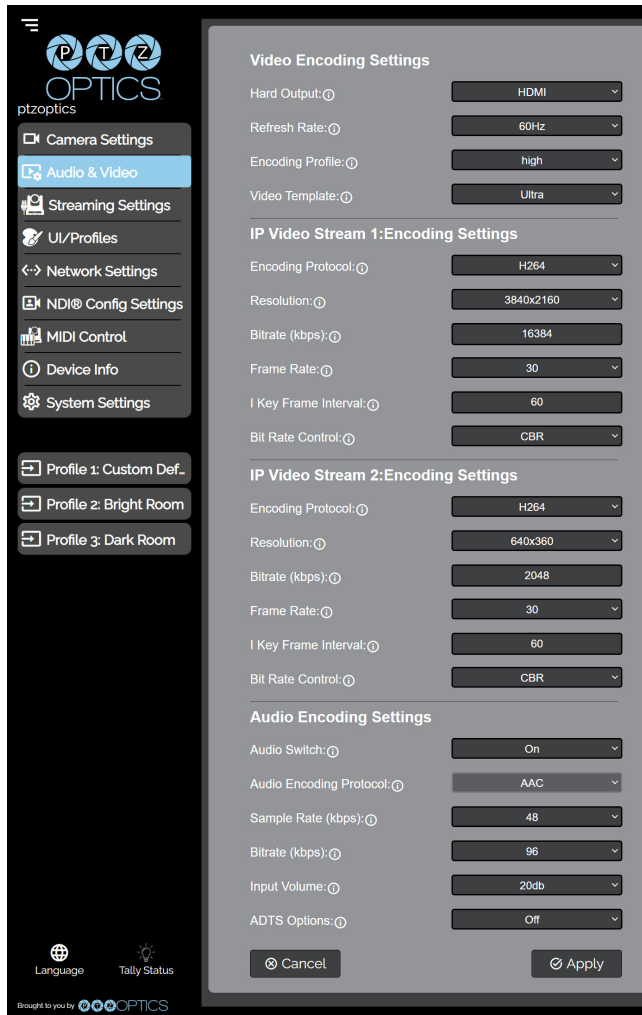 PTZ
OPTICS
ptzoptics
Camera Settings
Audio & Video
Streaming Settings
UI/Profiles
Network Settings
NDI® Config Settings
MIDI Control
Device Info
System Settings
Profile 1: Custom Def...
Profile 2: Bright Room
Profile 3: Dark Room
Language
Tally Status
Brought to you by PTZOPTICS
Video Encoding Settings
Hard Output: HDMI
Refresh Rate: 60Hz
Encoding Profile: high
Video Template: Ultra
IP Video Stream 1:Encoding Settings
Encoding Protocol: H264
Resolution: 3840x2160
Bitrate (kbps): 16384
Frame Rate: 30
I Key Frame Interval: 60
Bit Rate Control: CBR
IP Video Stream 2:Encoding Settings
Encoding Protocol: H264
Resolution: 640x360
Bitrate (kbps): 2048
Frame Rate: 30
I Key Frame Interval: 60
Bit Rate Control: CBR
Audio Encoding Settings
Audio Switch: On
Audio Encoding Protocol: AAC
Sample Rate (kbps): 48
Bitrate (kbps): 96
Input Volume: 20db
ADTS Options: Off
Cancel
Apply